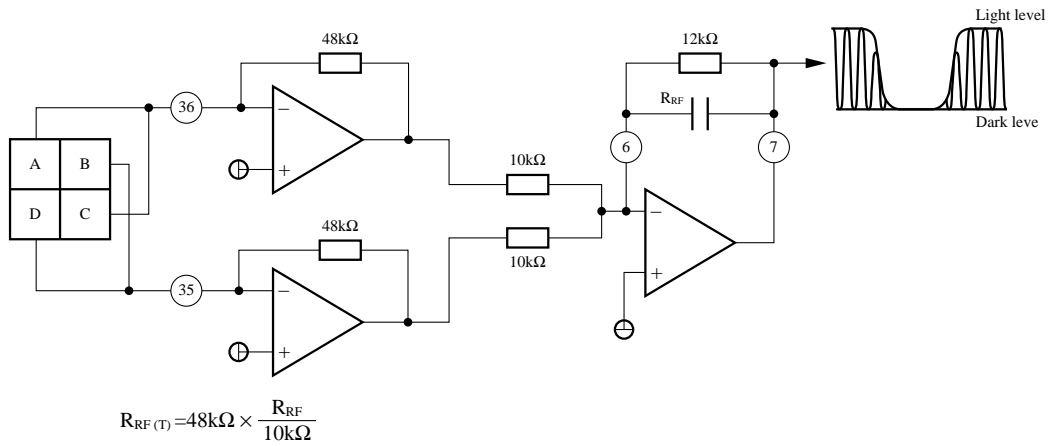 Light level
Dark leve
48kΩ
12kΩ
36
R_RF
A
B
D
C
−
+
6
7
10kΩ
10kΩ
−
+
48kΩ
35
−
+
R_RF (T) =48kΩ × R_RF / 10kΩ